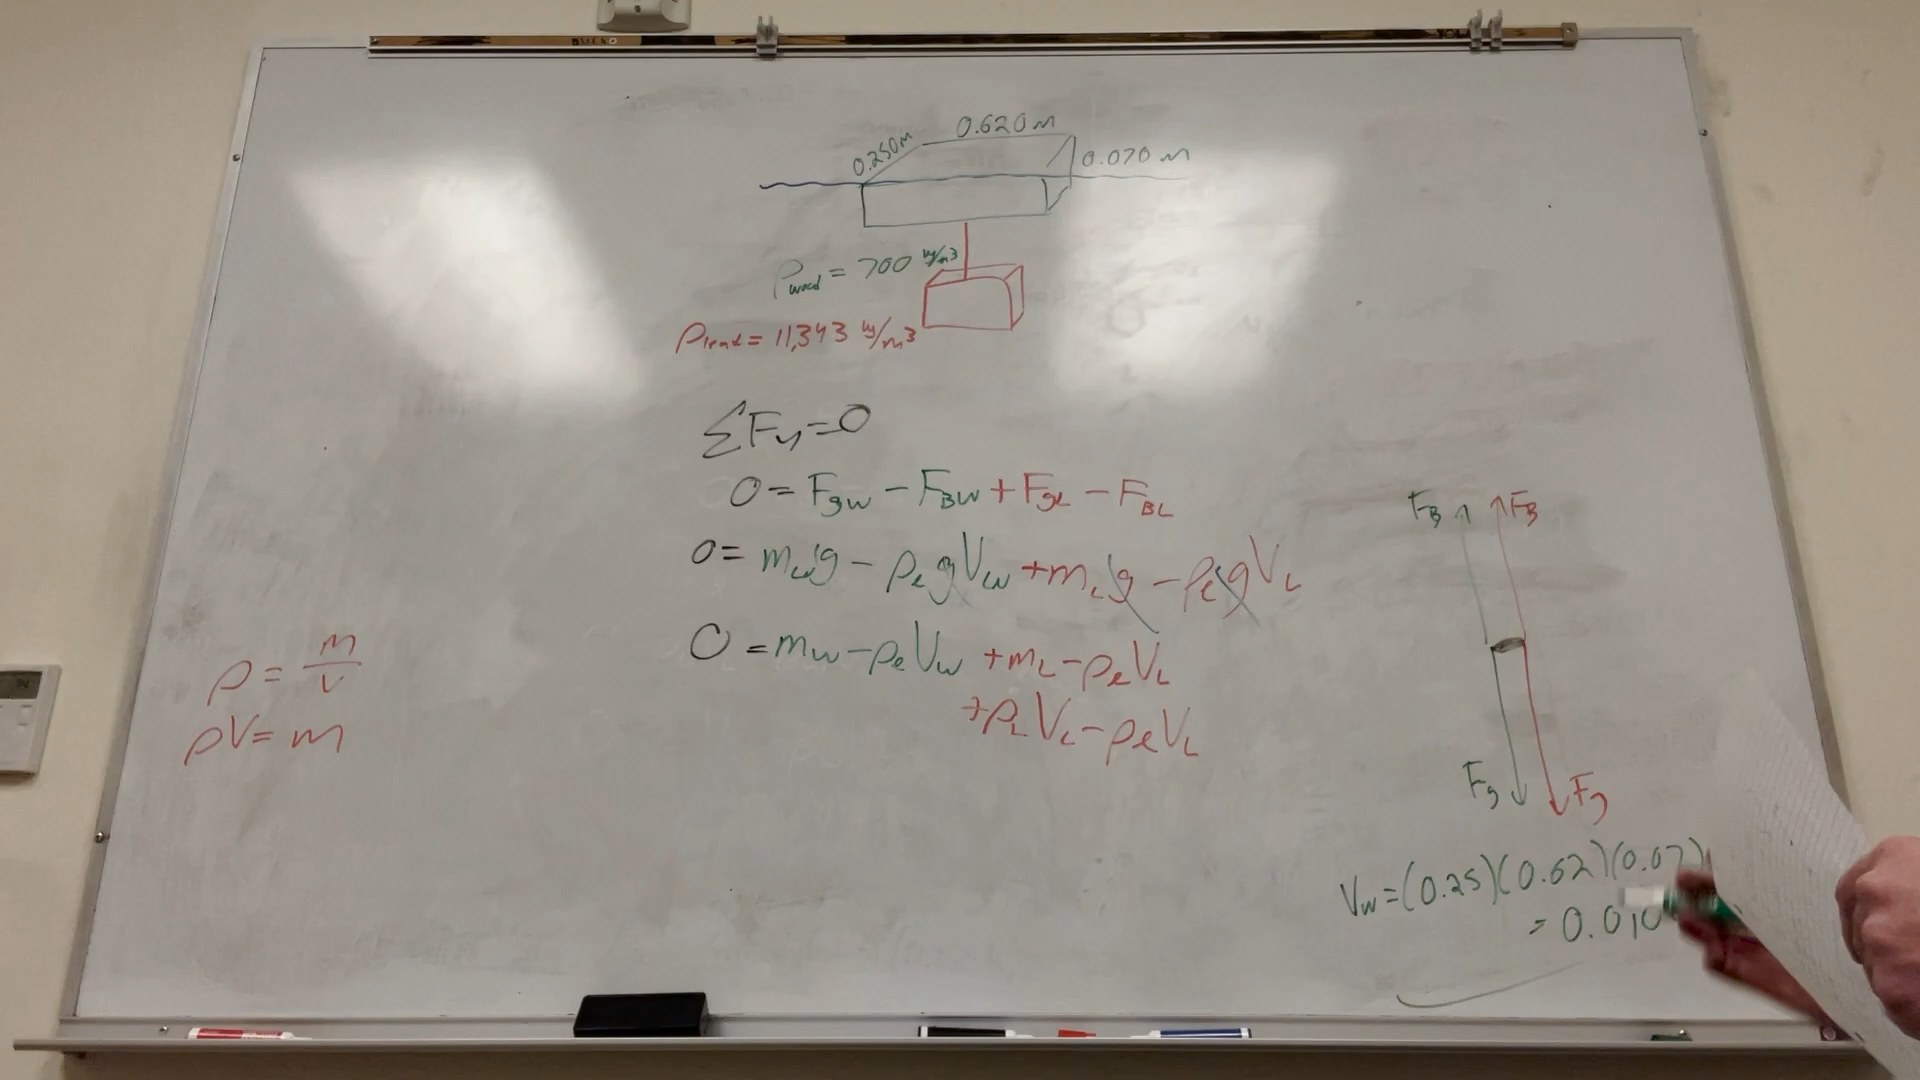 0.620m
0.250m
0.070 m
ρwood = 700 kg/m³
ρlead = 11,343 kg/m³
ΣFy=0
0 = Fgw - FBW + FgL - FBL
0 = mwg - ρegVw + mLg - ρegVL
0 = mw - ρeVw + mL - ρeVL
+ρLVL - ρeVL
ρ = m/v
ρV = m
FB FB
Fg Fg
Vw = (0.25)(0.62)(0.07)
= 0.010